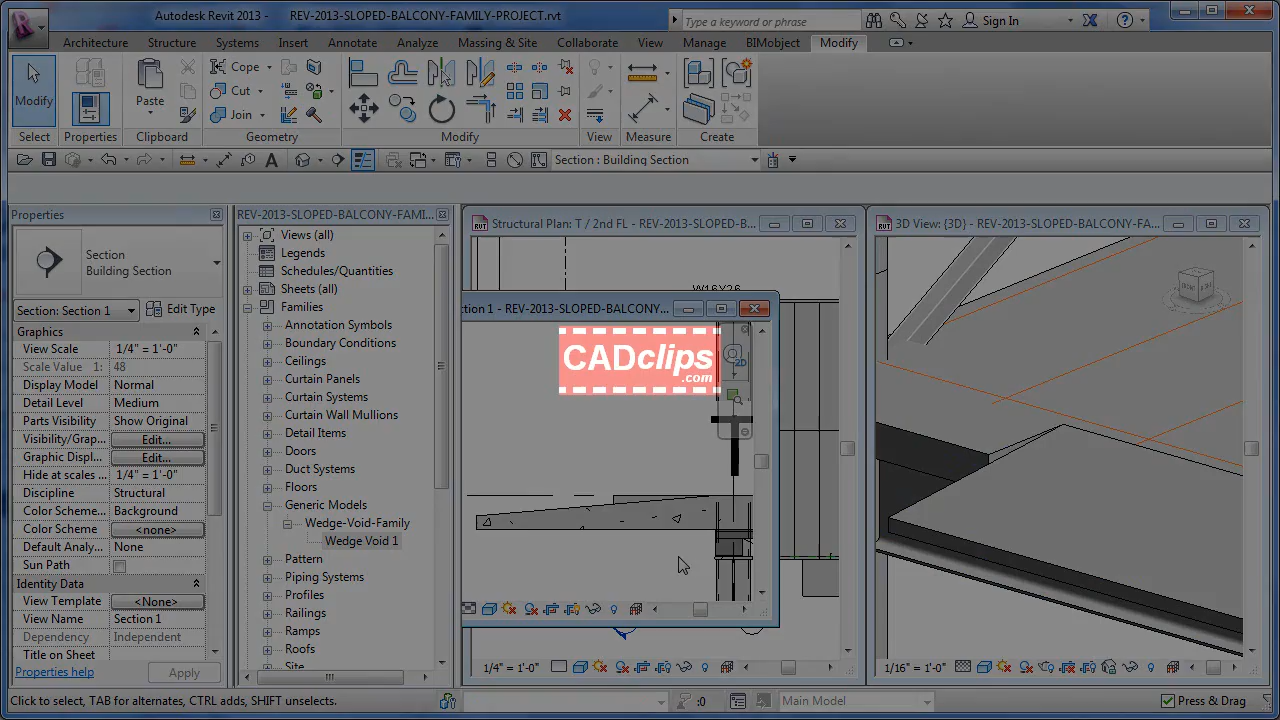 Autodesk Revit 2013 - REV-2013-SLOPED-BALCONY-FAMILY-PROJECT.rvt
Type a keyword or phrase
Sign In
Architecture Structure Systems Insert Annotate Analyze Massing & Site Collaborate View Manage BIMobject Modify
Modify
Paste
Cope
Cut
Join
Select Properties Clipboard Geometry Modify View Measure Create
Section : Building Section
Properties
Section
Building Section
Section: Section 1
Edit Type
Graphics
View Scale 1/4" = 1'-0"
Scale Value 1: 48
Display Model Normal
Detail Level Medium
Parts Visibility Show Original
Visibility/Grap... Edit...
Graphic Displ... Edit...
Hide at scales ... 1/4" = 1'-0"
Discipline Structural
Color Scheme... Background
Color Scheme <none>
Default Analy... None
Sun Path
Identity Data
View Template <None>
View Name Section 1
Dependency Independent
Title on Sheet
Properties help
Apply
REV-2013-SLOPED-BALCONY-FAMI...
Views (all)
Legends
Schedules/Quantities
Sheets (all)
Families
Annotation Symbols
Boundary Conditions
Ceilings
Curtain Panels
Curtain Systems
Curtain Wall Mullions
Detail Items
Doors
Duct Systems
Floors
Generic Models
Wedge-Void-Family
Wedge Void 1
Pattern
Piping Systems
Profiles
Railings
Ramps
Roofs
Site
Structural Plan: T / 2nd FL - REV-2013-SLOPED-B...
W16X26
ction 1 - REV-2013-SLOPED-BALCONY...
CADclips
.com
2D
1/4" = 1'-0"
3D View: {3D} - REV-2013-SLOPED-BALCONY-FA...
1/16" = 1'-0"
Click to select, TAB for alternates, CTRL adds, SHIFT unselects.
:0
Main Model
Press & Drag